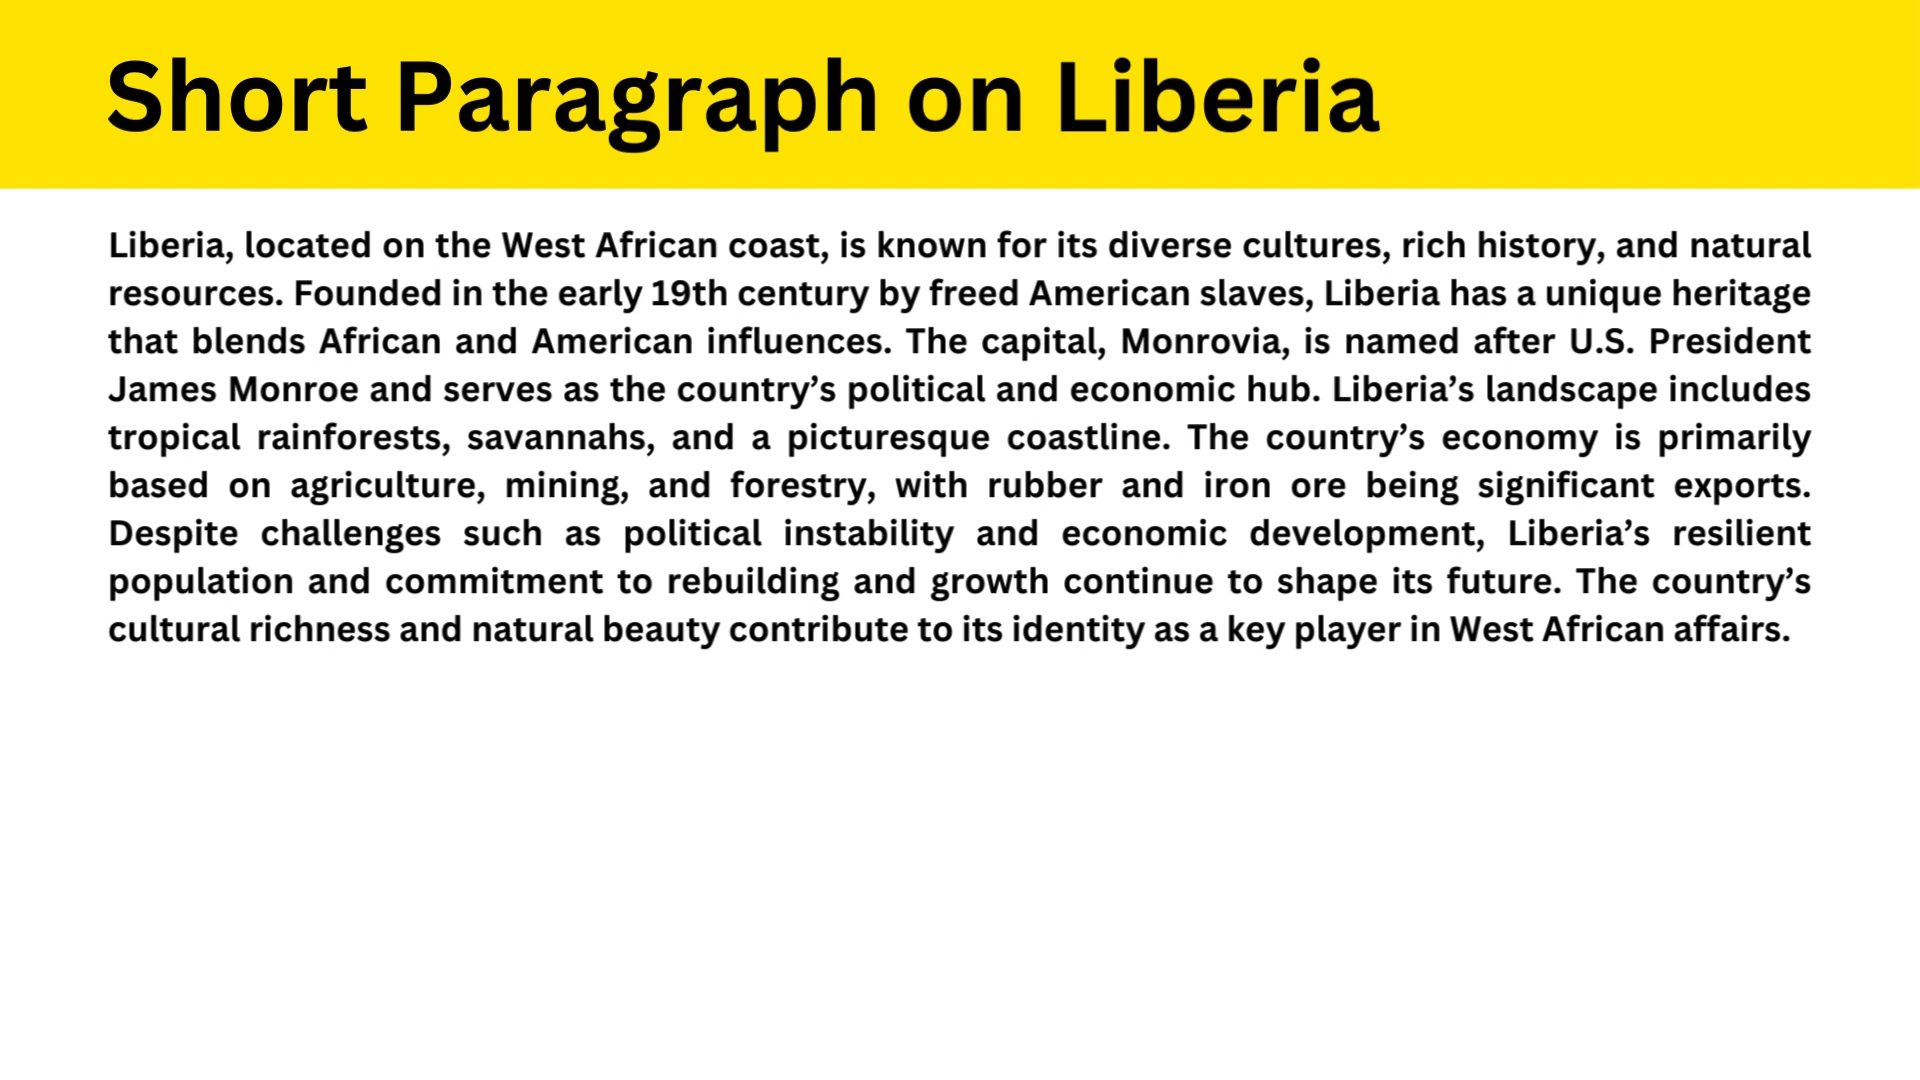 Short Paragraph on Liberia
Liberia, located on the West African coast, is known for its diverse cultures, rich history, and natural
resources. Founded in the early 19th century by freed American slaves, Liberia has a unique heritage
that blends African and American influences. The capital, Monrovia, is named after U.S. President
James Monroe and serves as the country’s political and economic hub. Liberia’s landscape includes
tropical rainforests, savannahs, and a picturesque coastline. The country’s economy is primarily
based on agriculture, mining, and forestry, with rubber and iron ore being significant exports.
Despite challenges such as political instability and economic development, Liberia’s resilient
population and commitment to rebuilding and growth continue to shape its future. The country’s
cultural richness and natural beauty contribute to its identity as a key player in West African affairs.